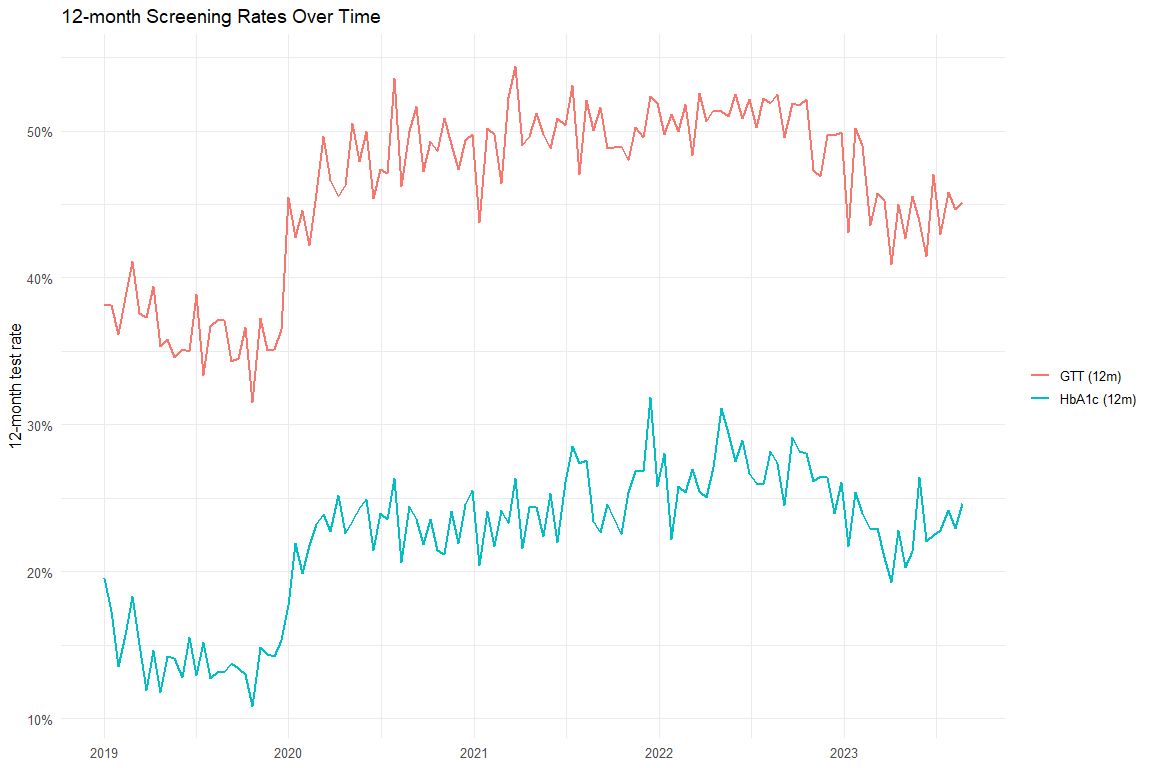 12-month Screening Rates Over Time
12-month test rate
50%
40%
30%
20%
10%
2019
2020
2021
2022
2023
GTT (12m)
HbA1c (12m)